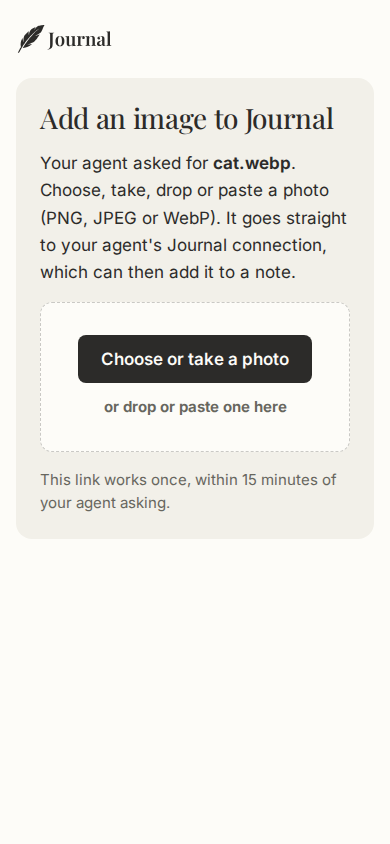 Journal
Add an image to Journal
Your agent asked for cat.webp.
Choose, take, drop or paste a photo
(PNG, JPEG or WebP). It goes straight
to your agent's Journal connection,
which can then add it to a note.
Choose or take a photo
or drop or paste one here
This link works once, within 15 minutes of
your agent asking.